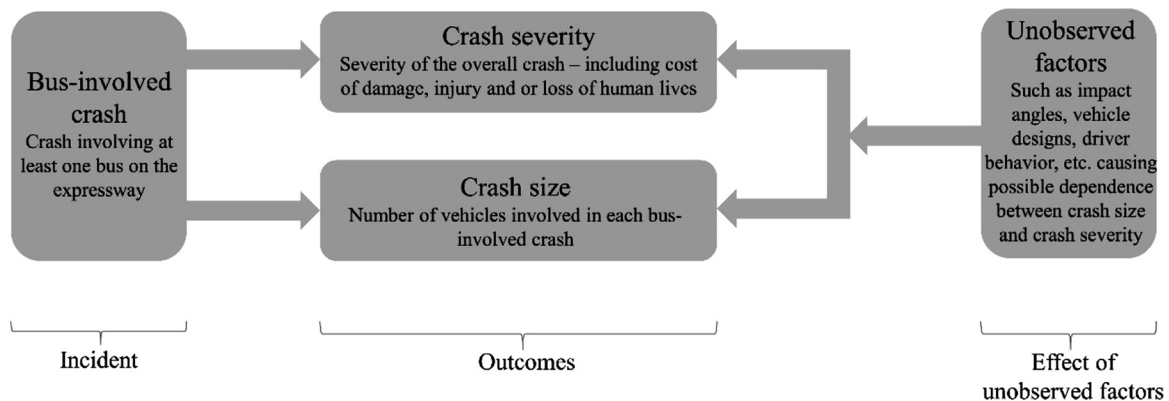 Bus-involved
crash
Crash involving at
least one bus on the
expressway
Crash severity
Severity of the overall crash – including cost
of damage, injury and or loss of human lives
Crash size
Number of vehicles involved in each bus-
involved crash
Unobserved
factors
Such as impact
angles, vehicle
designs, driver
behavior, etc. causing
possible dependence
between crash size
and crash severity
Incident
Outcomes
Effect of
unobserved factors